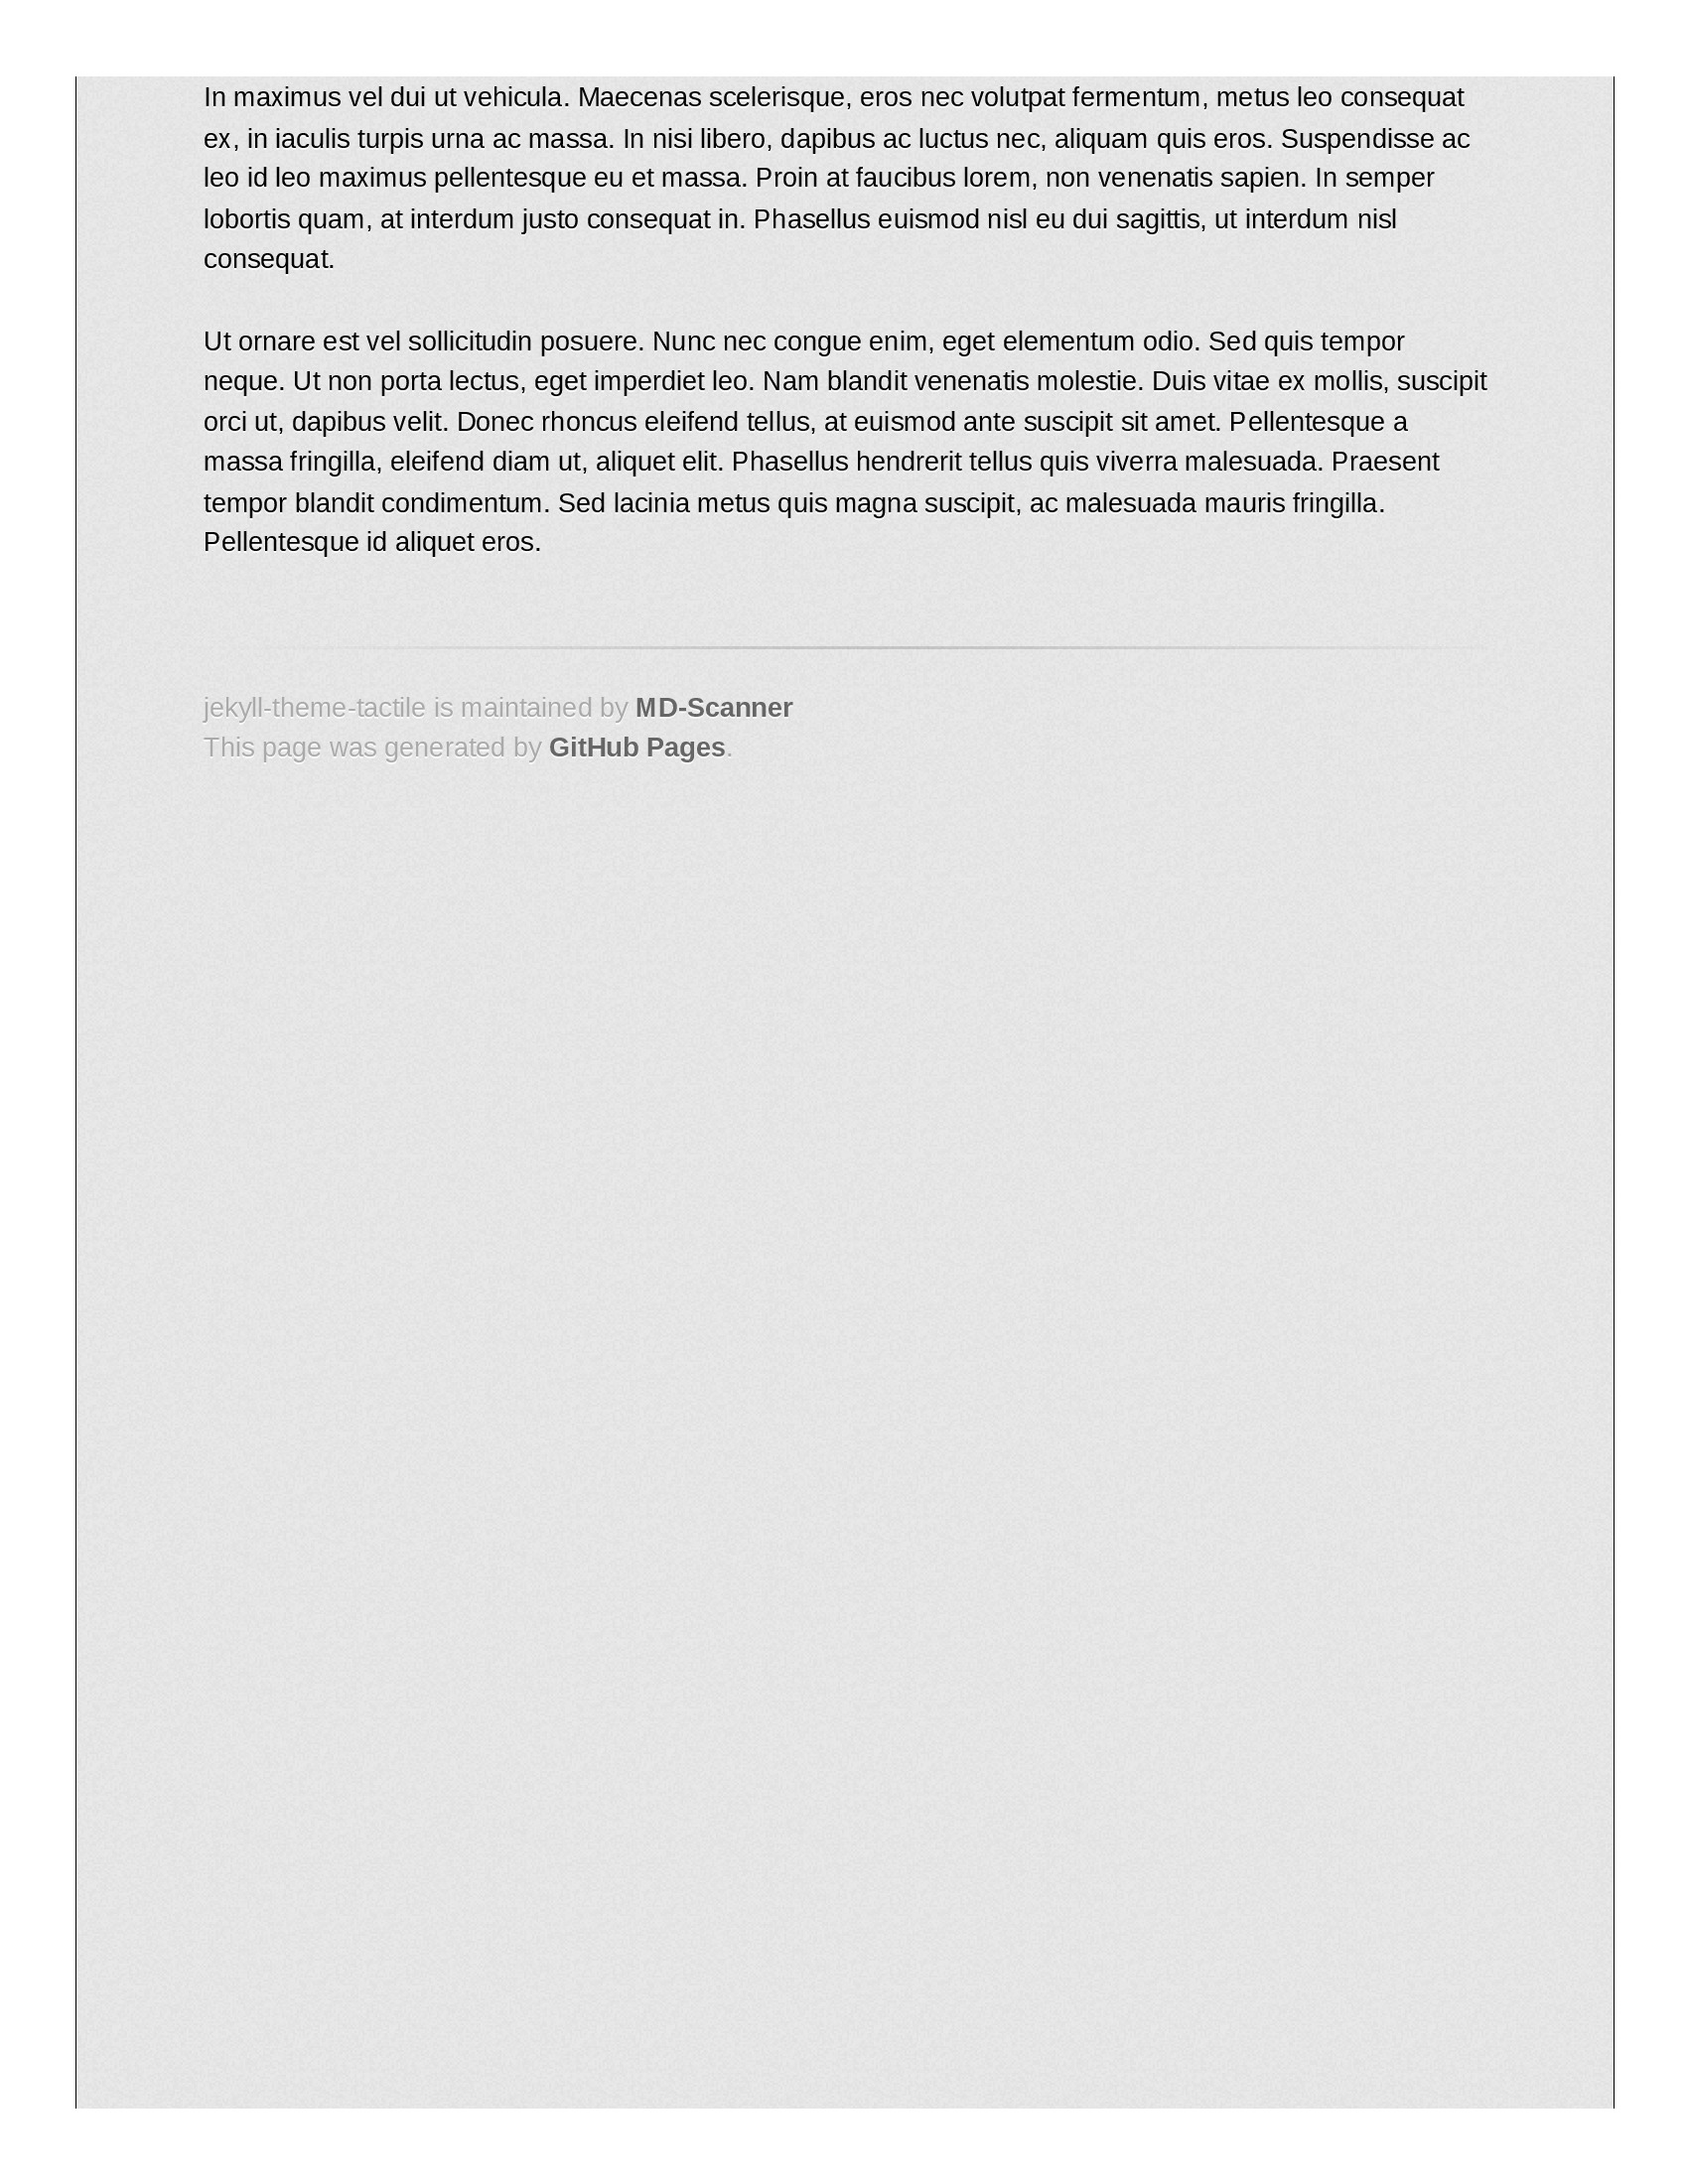 In maximus vel dui ut vehicula. Maecenas scelerisque, eros nec volutpat fermentum, metus leo consequat
ex, in iaculis turpis urna ac massa. In nisi libero, dapibus ac luctus nec, aliquam quis eros. Suspendisse ac
leo id leo maximus pellentesque eu et massa. Proin at faucibus lorem, non venenatis sapien. In semper
lobortis quam, at interdum justo consequat in. Phasellus euismod nisl eu dui sagittis, ut interdum nisl
consequat.
Ut ornare est vel sollicitudin posuere. Nunc nec congue enim, eget elementum odio. Sed quis tempor
neque. Ut non porta lectus, eget imperdiet leo. Nam blandit venenatis molestie. Duis vitae ex mollis, suscipit
orci ut, dapibus velit. Donec rhoncus eleifend tellus, at euismod ante suscipit sit amet. Pellentesque a
massa fringilla, eleifend diam ut, aliquet elit. Phasellus hendrerit tellus quis viverra malesuada. Praesent
tempor blandit condimentum. Sed lacinia metus quis magna suscipit, ac malesuada mauris fringilla.
Pellentesque id aliquet eros.
jekyll-theme-tactile is maintained by MD-Scanner
This page was generated by GitHub Pages.